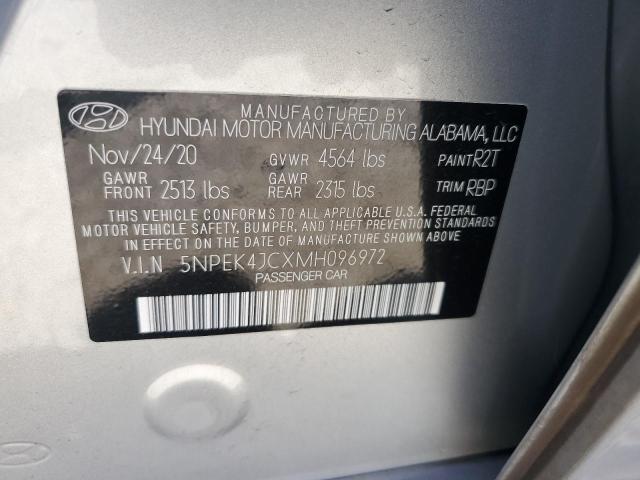 MANUFACTURED BY
HYUNDAI MOTOR MANUFACTURING ALABAMA, LLC
Nov/24/20 GVWR 4564 lbs PAINT R2T
GAWR FRONT 2513 lbs GAWR REAR 2315 lbs TRIM RBP
THIS VEHICLE CONFORMS TO ALL APPLICABLE U.S.A. FEDERAL
MOTOR VEHICLE SAFETY, BUMPER, AND THEFT PREVENTION STANDARDS
IN EFFECT ON THE DATE OF MANUFACTURE SHOWN ABOVE.
V.I.N 5NPEK4JCXMH096972
PASSENGER CAR